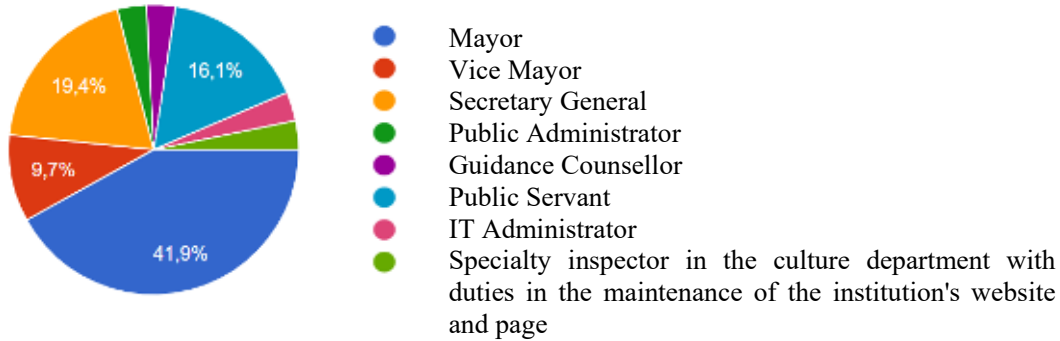 16,1%
19,4%
9,7%
41,9%
Mayor
Vice Mayor
Secretary General
Public Administrator
Guidance Counsellor
Public Servant
IT Administrator
Specialty inspector in the culture department with
duties in the maintenance of the institution's website
and page